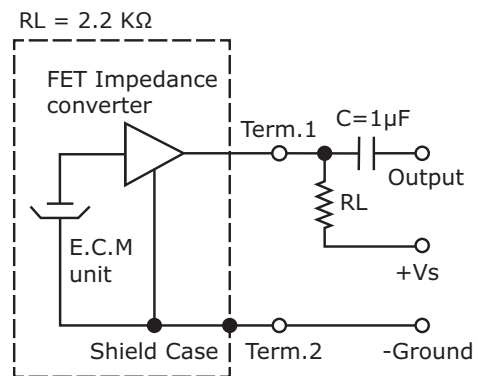 RL = 2.2 KΩ
FET Impedance
converter
Term.1
C=1µF
Output
RL
+Vs
E.C.M
unit
Shield Case
Term.2
-Ground